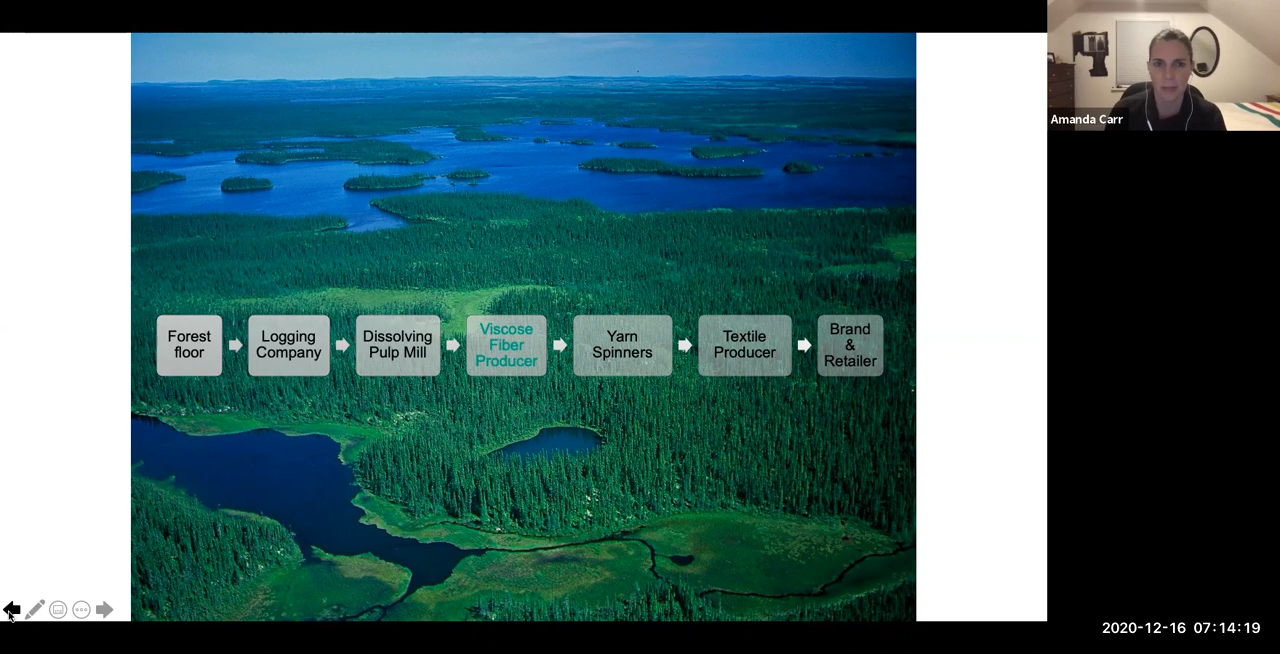 Amanda Carr
Forest
floor
Logging
Company
Dissolving
Pulp Mill
Viscose
Fiber
Producer
Yarn
Spinners
Textile
Producer
Brand
&
Retailer
2020-12-16 07:14:19